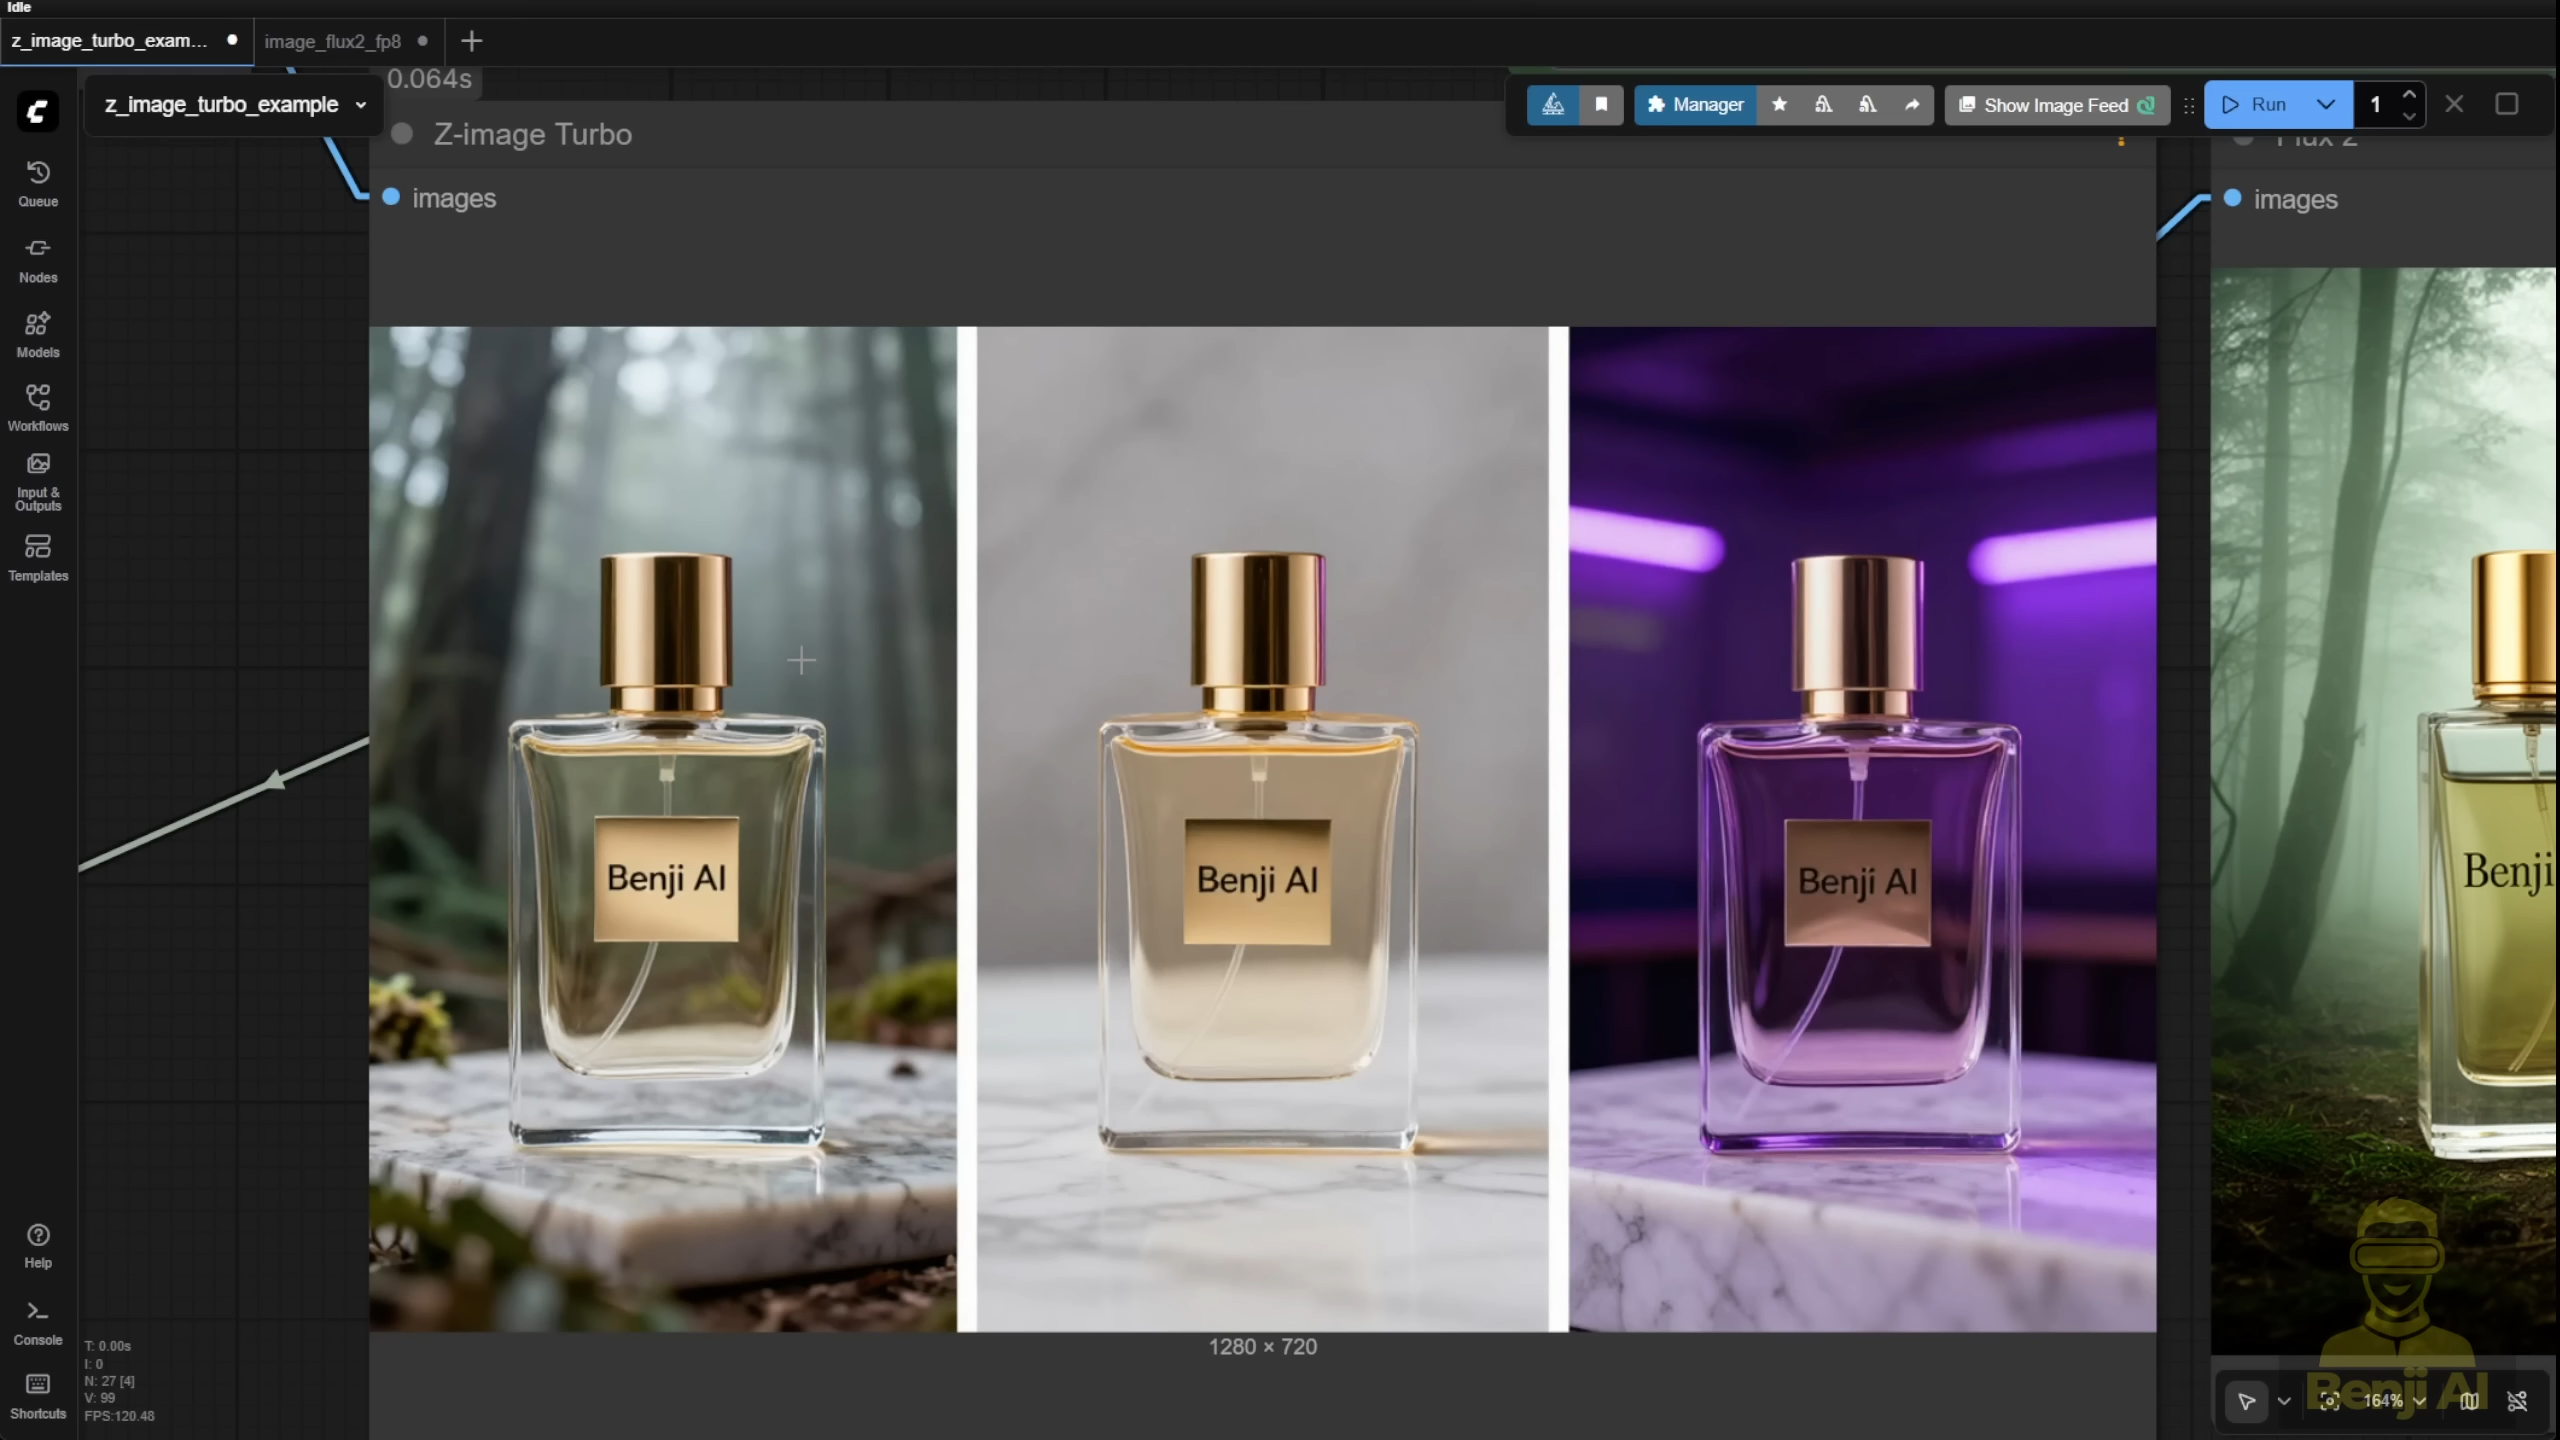 Idle
z_image_turbo_exam...
image_flux2_fp8
z_image_turbo_example
0.064s
Manager
Show Image Feed
Run
1
Z-image Turbo
Flux 2
images
images
Queue
Nodes
Models
Workflows
Input &
Outputs
Templates
Benji AI
Benji AI
Benji AI
Benji
1280 × 720
Help
Console
Shortcuts
T: 0.00s
I: 0
N: 27 [4]
V: 99
FPS:120.48
Benji AI
164%